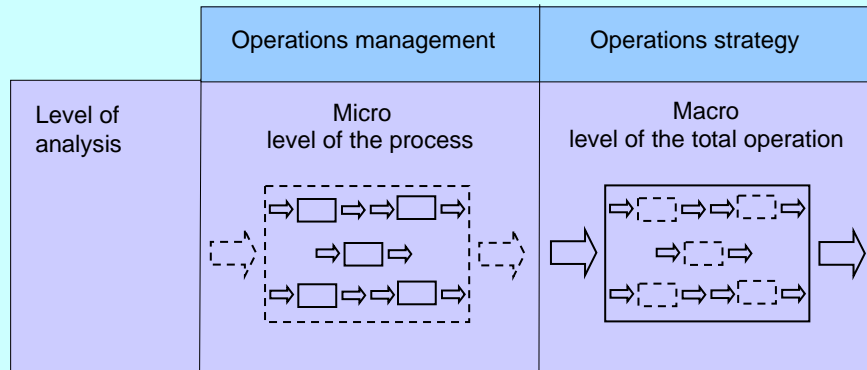 Operations management
Operations strategy
Level of
analysis
Micro
level of the process
Macro
level of the total operation